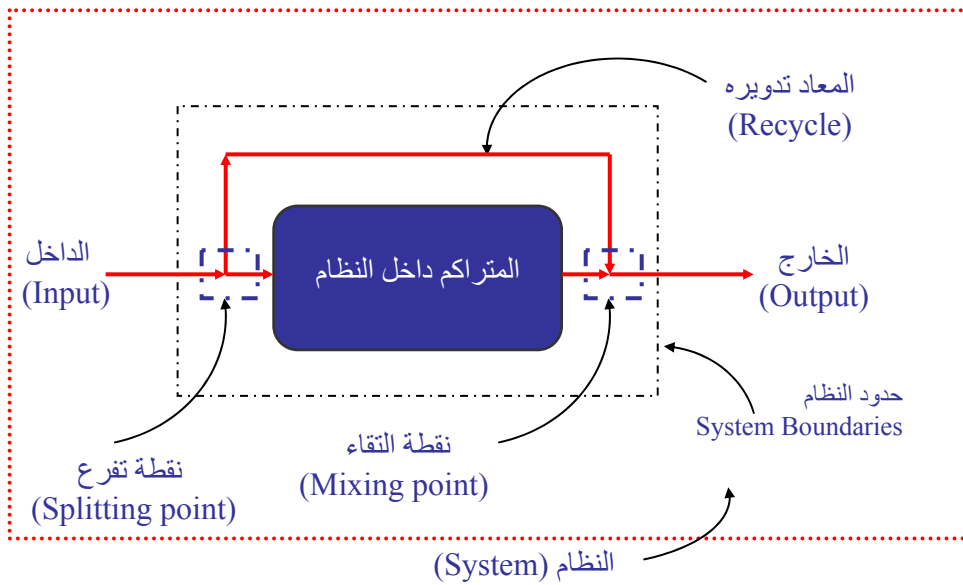 المعاد تدويره
(Recycle)
الداخل
(Input)
المتراكم داخل النظام
الخارج
(Output)
حدود النظام
System Boundaries
نقطة التقاء
(Mixing point)
نقطة تفرع
(Splitting point)
النظام (System)